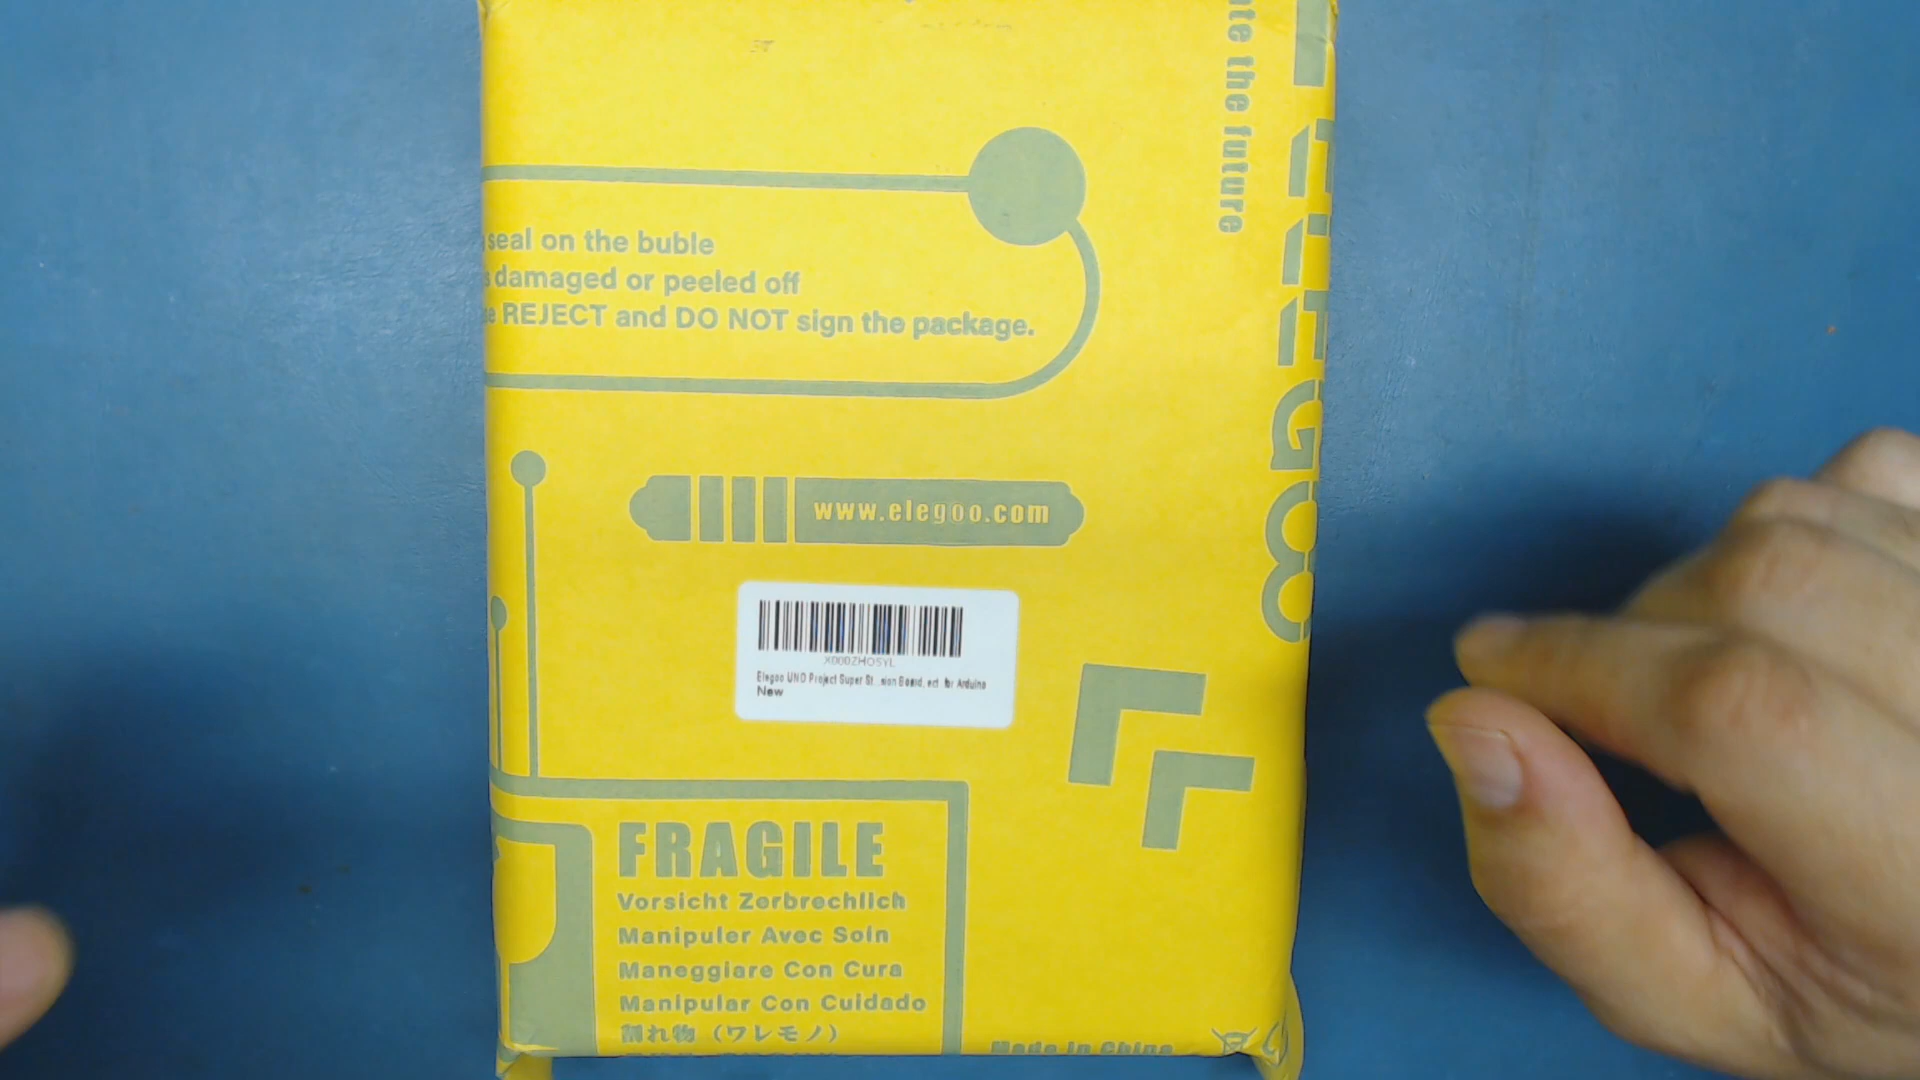 the future
ELEGOO
seal on the buble
damaged or peeled off
REJECT and DO NOT sign the package.
www.elegoo.com
X000ZHOSYL
Elegoo UNO Project Super St...sion Board, ect for Arduino
New
FRAGILE
Vorsicht Zerbrechlich
Manipuler Avec Soin
Maneggiare Con Cura
Manipular Con Cuidado
割れ物（ワレモノ）
Made in China